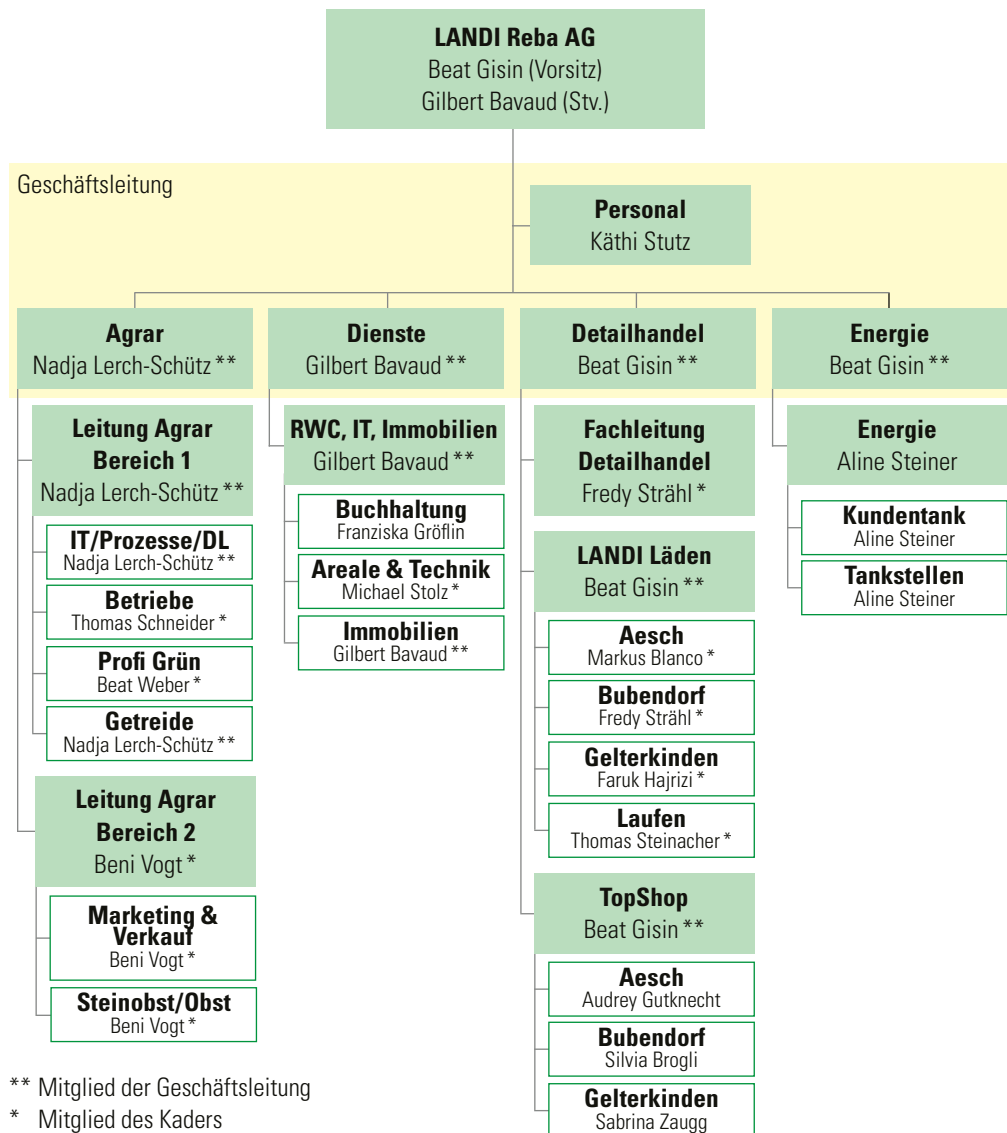 LANDI Reba AG
Beat Gisin (Vorsitz)
Gilbert Bavaud (Stv.)
Geschäftsleitung
Personal
Käthi Stutz
Agrar
Nadja Lerch-Schütz **
Leitung Agrar
Bereich 1
Nadja Lerch-Schütz **
IT/Prozesse/DL
Nadja Lerch-Schütz **
Betriebe
Thomas Schneider *
Profi Grün
Beat Weber *
Getreide
Nadja Lerch-Schütz **
Leitung Agrar
Bereich 2
Beni Vogt *
Marketing &
Verkauf
Beni Vogt *
Steinobst/Obst
Beni Vogt *
Dienste
Gilbert Bavaud **
RWC, IT, Immobilien
Gilbert Bavaud **
Buchhaltung
Franziska Gröflin
Areale & Technik
Michael Stolz *
Immobilien
Gilbert Bavaud **
Detailhandel
Beat Gisin **
Fachleitung
Detailhandel
Fredy Strähl *
LANDI Läden
Beat Gisin **
Aesch
Markus Blanco *
Bubendorf
Fredy Strähl *
Gelterkinden
Faruk Hajrizi *
Laufen
Thomas Steinacher *
TopShop
Beat Gisin **
Aesch
Audrey Gutknecht
Bubendorf
Silvia Brogli
Gelterkinden
Sabrina Zaugg
Energie
Beat Gisin **
Energie
Aline Steiner
Kundentank
Aline Steiner
Tankstellen
Aline Steiner
** Mitglied der Geschäftsleitung
* Mitglied des Kaders